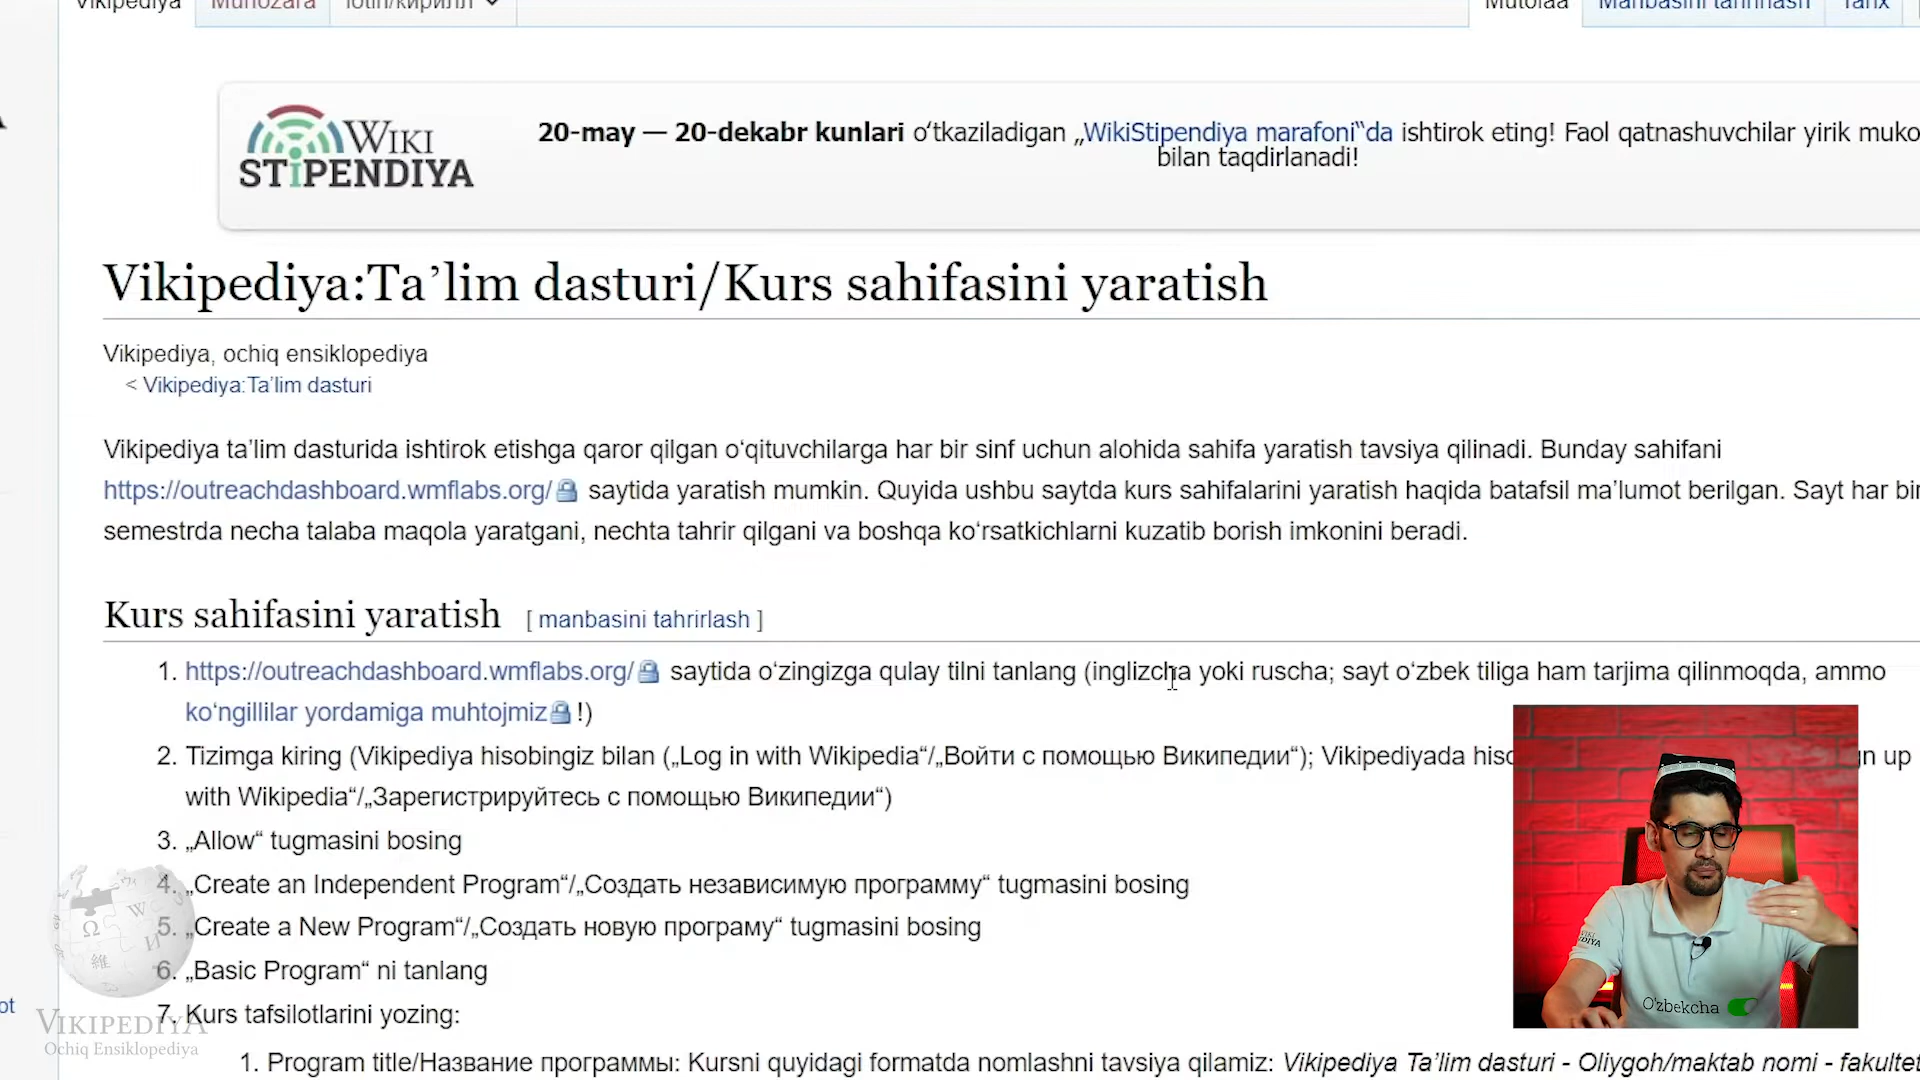 Vikipediya Munozara lotin/кирилл Mutolaa Manbasini tahrirlash Tarix
WIKI
STIPENDIYA
20-may — 20-dekabr kunlari oʻtkaziladigan „WikiStipendiya marafoni“da ishtirok eting! Faol qatnashuvchilar yirik
bilan taqdirlanadi!
Vikipediya:Taʼlim dasturi/Kurs sahifasini yaratish
Vikipediya, ochiq ensiklopediya
< Vikipediya:Taʼlim dasturi
Vikipediya taʼlim dasturida ishtirok etishga qaror qilgan oʻqituvchilarga har bir sinf uchun alohida sahifa yaratish tavsiya qilinadi. Bunday sahifani
https://outreachdashboard.wmflabs.org/ saytida yaratish mumkin. Quyida ushbu saytda kurs sahifalarini yaratish haqida batafsil maʼlumot berilgan. Sayt har bir
semestrda necha talaba maqola yaratgani, nechta tahrir qilgani va boshqa koʻrsatkichlarni kuzatib borish imkonini beradi.
Kurs sahifasini yaratish [ manbasini tahrirlash ]
1. https://outreachdashboard.wmflabs.org/ saytida oʻzingizga qulay tilni tanlang (inglizcha yoki ruscha; sayt oʻzbek tiliga ham tarjima qilinmoqda, ammo
koʻngillilar yordamiga muhtojmiz !)
2. Tizimga kiring (Vikipediya hisobingiz bilan („Log in with Wikipedia“/„Войти с помощью Википедии“); Vikipediyada up
with Wikipedia“/„Зарегистрируйтесь с помощью Википедии“)
3. „Allow“ tugmasini bosing
4. „Create an Independent Program“/„Создать независимую программу“ tugmasini bosing
5. „Create a New Program“/„Создать новую програму“ tugmasini bosing
6. „Basic Program“ ni tanlang
7. Kurs tafsilotlarini yozing:
1. Program title/Название программы: Kursni quyidagi formatda nomlashni tavsiya qilamiz: Vikipediya Taʼlim dasturi - Oliygoh/maktab nomi - fakultet
VIKIPEDIYA
Ochiq Ensiklopediya
O'zbekcha